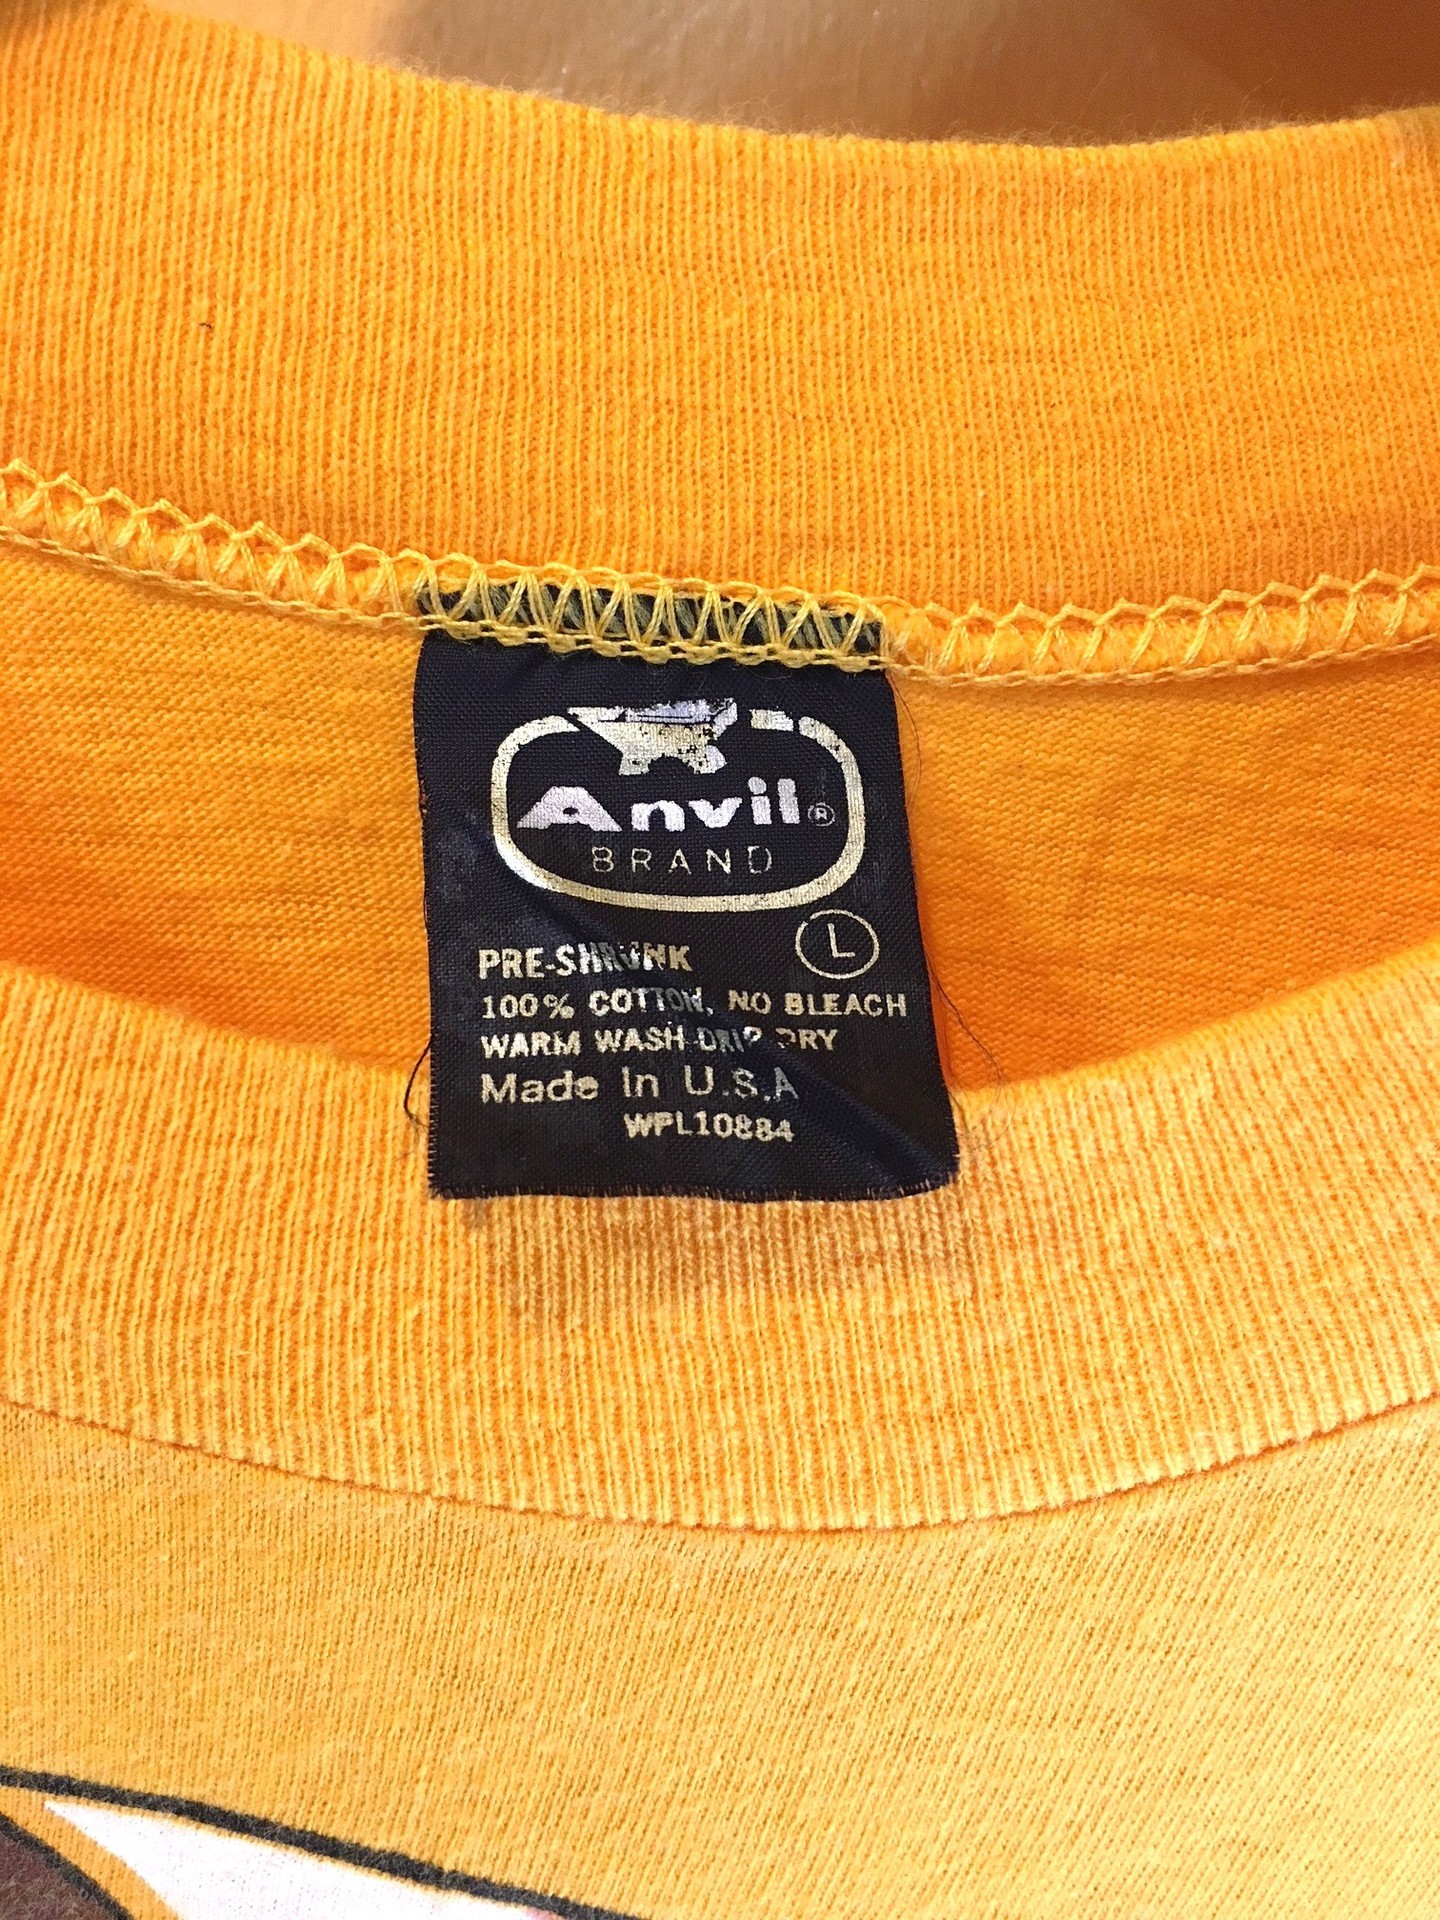 Anvil®
BRAND
L
PRE-SHRUNK
100% COTTON, NO BLEACH
WARM WASH-DRIP DRY
Made In U.S.A
WPL10884